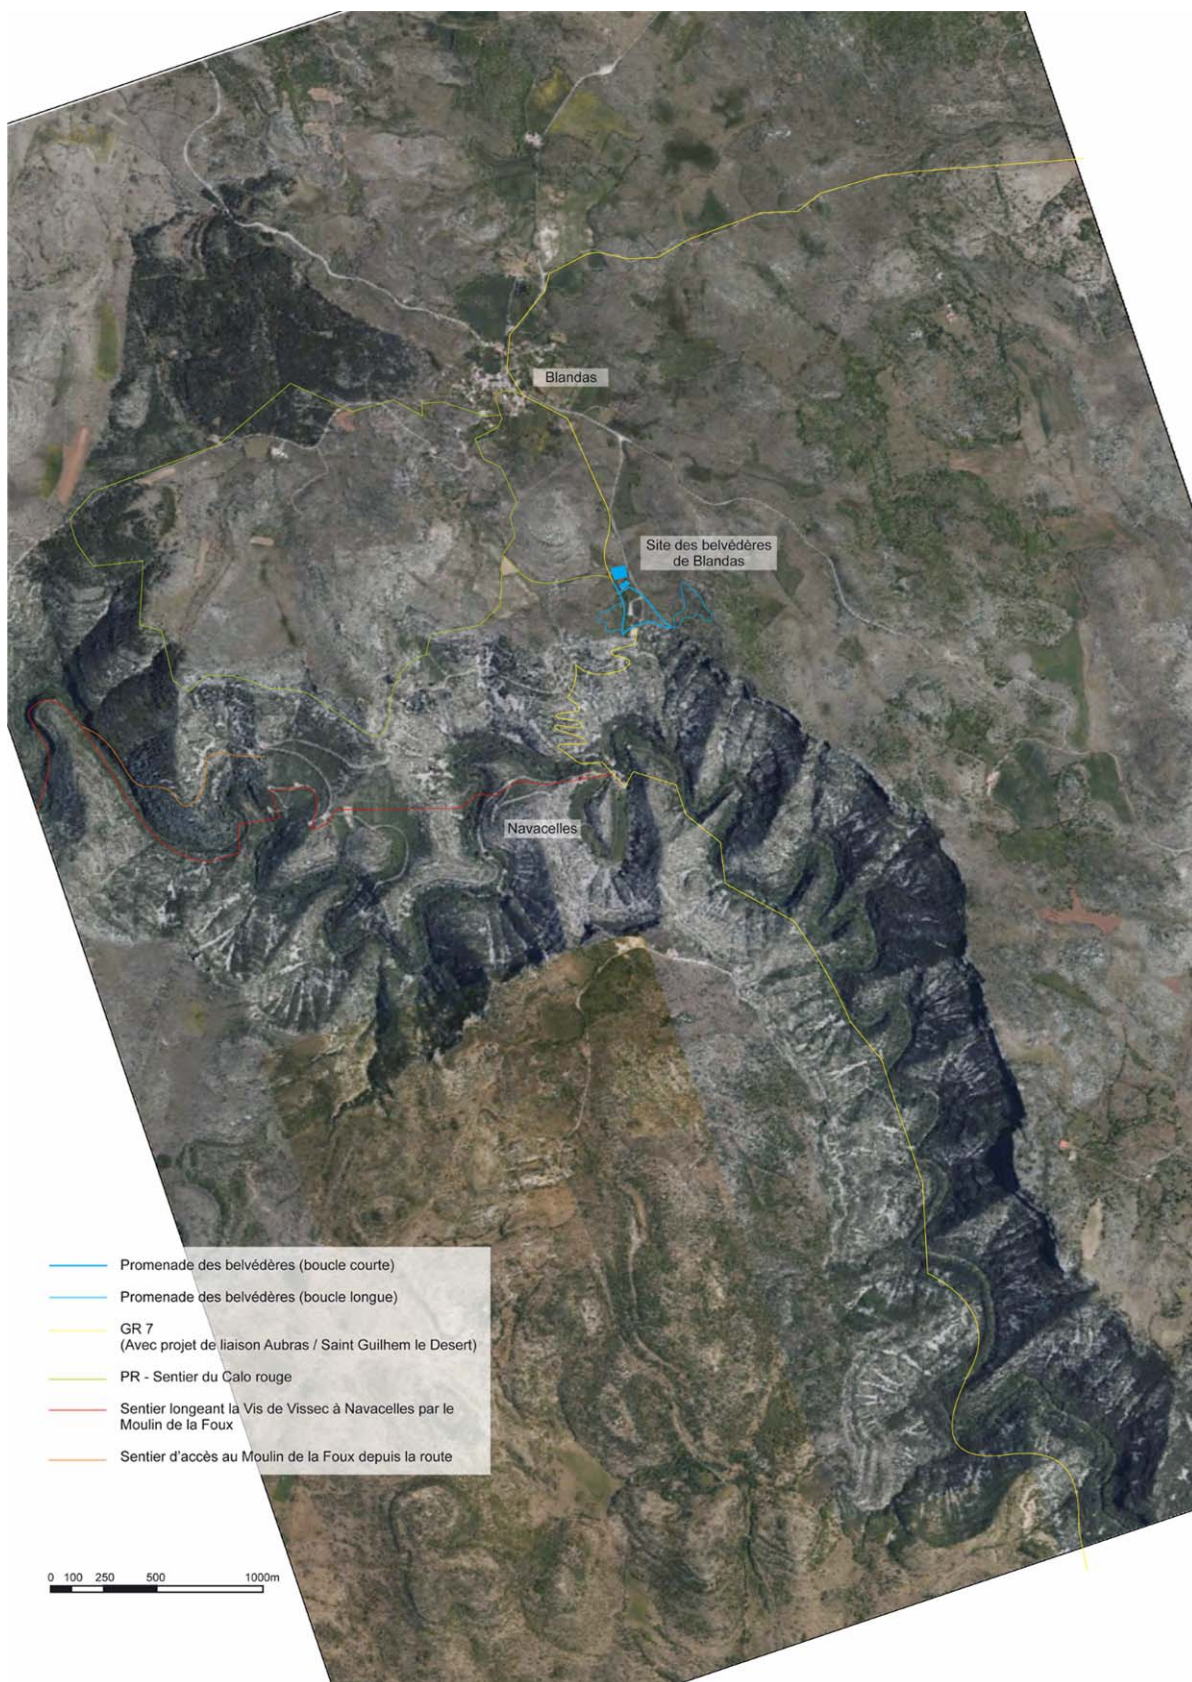 Blandas
Site des belvédères
de Blandas
Navacelles
Promenade des belvédères (boucle courte)
Promenade des belvédères (boucle longue)
GR 7
(Avec projet de liaison Aubras / Saint Guilhem le Desert)
PR - Sentier du Calo rouge
Sentier longeant la Vis de Vissec à Navacelles par le
Moulin de la Foux
Sentier d'accès au Moulin de la Foux depuis la route
0 100 250 500 1000m